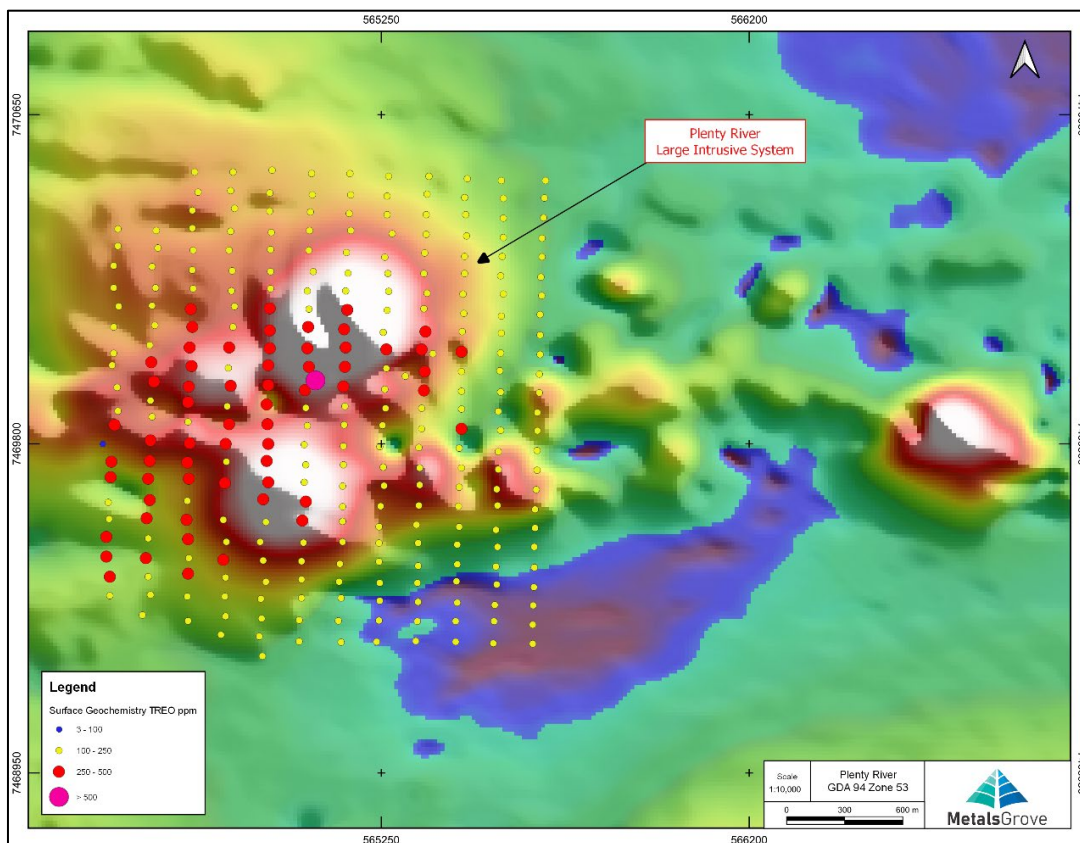 565250 566200
7470650
Plenty River
Large Intrusive System
7469800
7468950
Legend
Surface Geochemistry TREO ppm
3 - 100
100 - 250
250 - 500
> 500
Scale
1:10,000
Plenty River
GDA 94 Zone 53
0 300 600 m
MetalsGrove
565250 566200